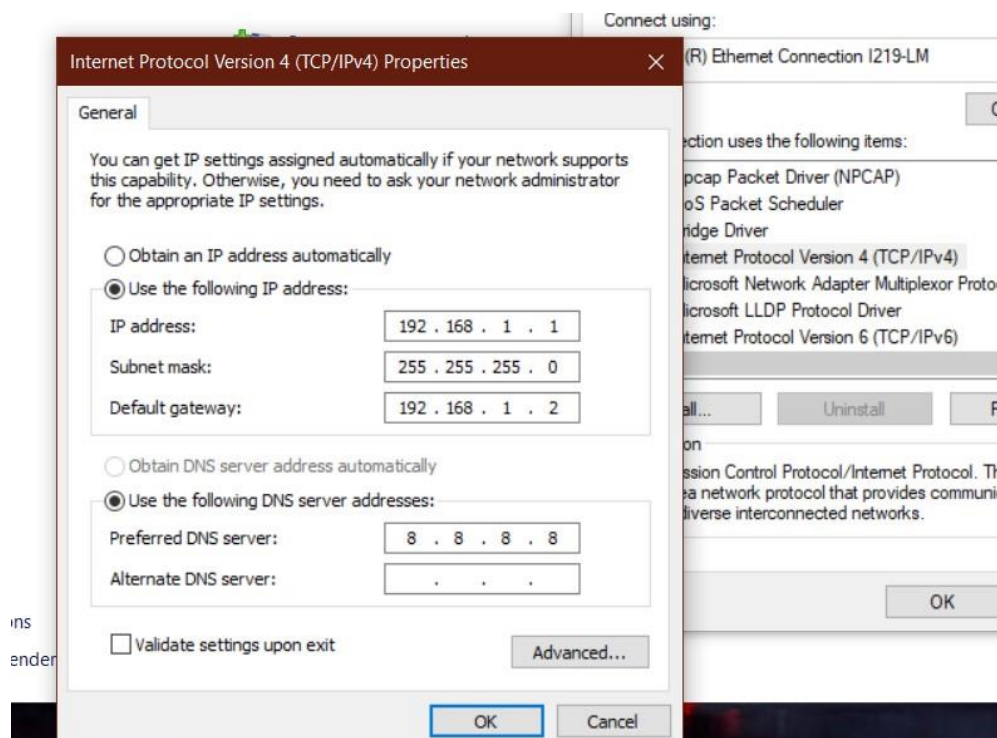 Connect using:
(R) Ethernet Connection I219-LM
Internet Protocol Version 4 (TCP/IPv4) Properties
General
You can get IP settings assigned automatically if your network supports
this capability. Otherwise, you need to ask your network administrator
for the appropriate IP settings.
Obtain an IP address automatically
Use the following IP address:
IP address: 192 . 168 . 1 . 1
Subnet mask: 255 . 255 . 255 . 0
Default gateway: 192 . 168 . 1 . 2
Obtain DNS server address automatically
Use the following DNS server addresses:
Preferred DNS server: 8 . 8 . 8 . 8
Alternate DNS server: . . .
Validate settings upon exit
Advanced...
OK Cancel
ction uses the following items:
pcap Packet Driver (NPCAP)
oS Packet Scheduler
ridge Driver
ternet Protocol Version 4 (TCP/IPv4)
icrosoft Network Adapter Multiplexor Proto
icrosoft LLDP Protocol Driver
ternet Protocol Version 6 (TCP/IPv6)
all... Uninstall
on
ssion Control Protocol/Internet Protocol. Th
ea network protocol that provides communi
diverse interconnected networks.
OK
ons
ender